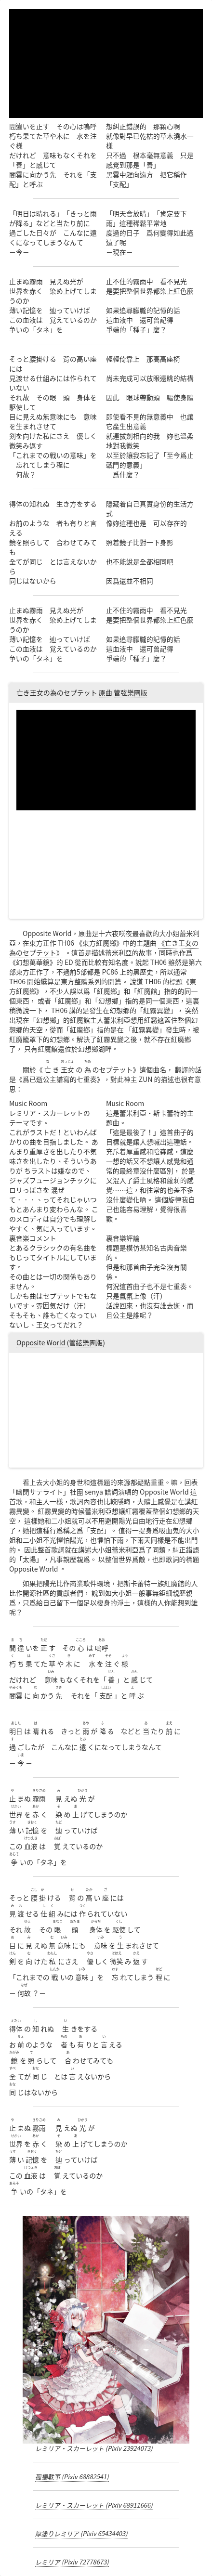 間違いを正す　その心は嗚呼
朽ち果てた草や木に　水を注ぐ様
だけれど　意味もなくそれを「善」と感じて
闇雲に向かう先　それを「支配」と呼ぶ
想糾正錯誤的　那顆心啊
就像對早已乾枯的草木澆水一樣
只不過　根本毫無意義　只是感覺到那是「善」
黑雲中趕向遠方　把它稱作「支配」
「明日は晴れる」「きっと雨が降る」などと当たり前に
過ごした日々が　こんなに遠くになってしまうなんて
－今－
「明天會放晴」「肯定要下雨」這種稀鬆平常地
度過的日子　爲何變得如此遙遠了呢
－現在－
止まぬ霧雨　見えぬ光が
世界を赤く　染め上げてしまうのか
薄い記憶を　辿っていけば
この血液は　覚えているのか
争いの「タネ」を
止不住的霧雨中　看不見光
是要把整個世界都染上紅色麼
如果追尋朦朧的記憶的話
這血液中　還可曾記得
爭端的「種子」麼？
そっと腰掛ける　背の高い座には
見渡せる仕組みには作られていない
それ故　その眼　頭　身体を駆使して
目に見えぬ無意味にも　意味を生まれさせて
剣を向けた私にさえ　優しく微笑み返す
「これまでの戦いの意味」を　忘れてしまう程に
－何故？－
輕輕倚靠上　那高高座椅
尚未完成可以放眼遠眺的結構
因此　眼球帶動頭　驅使身體
即使看不見的無意義中　也讓它產生出意義
就連拔劍相向的我　妳也溫柔地對我微笑
以至於讓我忘記了「至今爲止戰鬥的意義」
－爲什麼？－
得体の知れぬ　生き方をする
お前のような　者も有りと言える
鏡を照らして　合わせてみても
全てが同じ　とは言えないから
同じはないから
隱藏着自己真實身份的生活方式
像妳這種也是　可以存在的
照着鏡子比對一下身影
也不能說是全都相同吧
因爲還並不相同
止まぬ霧雨　見えぬ光が
世界を赤く　染め上げてしまうのか
薄い記憶を　辿っていけば
この血液は　覚えているのか
争いの「タネ」を
止不住的霧雨中　看不見光
是要把整個世界都染上紅色麼
如果追尋朦朧的記憶的話
這血液中　還可曾記得
爭端的「種子」麼？
亡き王女の為のセプテット 原曲 管弦樂團版
Opposite World，原曲是十六夜咲夜最喜歡的大小姐蕾米利亞，在東方正作 TH06 《東方紅魔鄉》中的主題曲 《亡き王女の為のセプテット》 。這首是描述蕾米利亞的故事，同時也作爲《幻想萬華鏡》的 ED 從而比較有知名度。說起 TH06 雖然是第六部東方正作了，不過前5部都是 PC86 上的黑歷史，所以通常 TH06 開始纔算是東方整體系列的開篇。 說道 TH06 的標題《東方紅魔鄉》，不少人誤以爲「紅魔鄉」和「紅魔館」指的的同一個東西， 或者「紅魔鄉」和「幻想鄉」指的是同一個東西，這裏稍微說一下， TH06 講的是發生在幻想鄉的「紅霧異變」， 突然出現在「幻想鄉」的紅魔館主人蕾米利亞想用紅霧遮蓋住整個幻想鄉的天空，從而「紅魔鄉」指的是在 「紅霧異變」發生時，被紅魔籠罩下的幻想鄉。解決了紅霧異變之後，就不存在紅魔鄉了， 只有紅魔館還位於幻想鄉湖畔。
關於《亡き王女の為のセプテット》這個曲名， 翻譯的話是《爲已逝公主譜寫的七重奏》， 對此神主 ZUN 的描述也很有意思：
Music Room
レミリア・スカーレットのテーマです。
これがラストだ！といわんばかりの曲を目指しました。 あんまり重厚さを出したり不気味さを出したり・ そういうありが ちラストは嫌なので、ジャズフュージョンチックにロリっぽさを 混ぜて・・・、ってそれじゃいつもとあんまり変わらんな。 このメロディは自分でも理解しやすく、気に入っています。
裏音楽コメント
とあるクラシックの有名曲をもじってタイトルにしています。
その曲とは一切の関係もありません。
しかも曲はセプテットでもないです。雰囲気だけ（汗）
そもそも、誰も亡くなっていないし、王女ってだれ？
Music Room
這是蕾米利亞・斯卡蕾特的主題曲。
「這是最後了！」這首曲子的目標就是讓人想喊出這種話。 充斥着厚重感和陰森感，這麼一想的話又不想讓人感覺和通常的最終章沒什麼區別， 於是又混入了爵士風格和蘿莉的感覺……這，和往常的也差不多沒什麼變化吶。 這個旋律我自己也能容易理解，覺得很喜歡。
裏音樂評論
標題是模仿某知名古典音樂的。
但是和那首曲子完全沒有關係。
何況這首曲子也不是七重奏。只是氣氛上像（汗）
話說回來，也沒有誰去逝，而且公主是誰呢？
Opposite World (管絃樂團版)
看上去大小姐的身世和這標題的來源都疑點重重。嘛，回表「幽閉サテライト」社團 senya 譜詞演唱的 Opposite World 這首歌，和主人一樣，歌詞內容也比較隱晦，大體上感覺是在講紅霧異變。 紅霧異變的時候蕾米利亞想讓紅霧覆蓋整個幻想鄉的天空， 這樣她和二小姐就可以不用避開陽光自由地行走在幻想鄉了，她把這種行爲稱之爲「支配」。 值得一提身爲吸血鬼的大小姐和二小姐不光懼怕陽光，也懼怕下雨，下雨天同樣是不能出門的。 因此整首歌詞就在講述大小姐蕾米利亞爲了同類，糾正錯誤的「太陽」，凡事親歷親爲。 以整個世界爲敵，也即歌詞的標題 Opposite World 。
如果把陽光比作商業軟件環境，把斯卡蕾特一族紅魔館的人比作開源社區的貢獻者們， 說到如大小姐一般事無鉅細親歷親爲，只爲能給自己留下一個足以棲身的淨土，這樣的人你能想到誰呢？
間違いを正す　その心は嗚呼
朽ち果てた草や木に　水を注ぐ様
だけれど　意味もなくそれを「善」と感じて
闇雲に向かう先　それを「支配」と呼ぶ
明日は晴れる　きっと雨が降る　などと当たり前に
過ごしたが　こんなに遠くになってしまうなんて
－今－
止まぬ霧雨　見えぬ光が
世界を赤く　染め上げてしまうのか
薄い記憶を　辿っていけば
この血液は　覚えているのか
争いの「タネ」を
そっと腰掛ける　背の高い座には
見渡せる仕組みには作られていない
それ故　その眼　頭　身体を駆使して
目に見えぬ無意味にも　意味を生まれさせて
剣を向けた私にさえ　優しく微笑み返す
「これまでの戦いの意味」を　忘れてしまう程に
－何故？－
得体の知れぬ　生きをする
お前のような　者も有りと言える
鏡を照らして　合わせてみても
全てが同じ　とは言えないから
同じはないから
止まぬ霧雨　見えぬ光が
世界を赤く　染め上げてしまうのか
薄い記憶を　辿っていけば
この血液は　覚えているのか
争いの「タネ」を
レミリア・スカーレット (Pixiv 23924073)
孤獨執事 (Pixiv 68882541)
レミリア・スカーレット (Pixiv 68911666)
厚塗りレミリア (Pixiv 65434403)
レミリア (Pixiv 72778673)